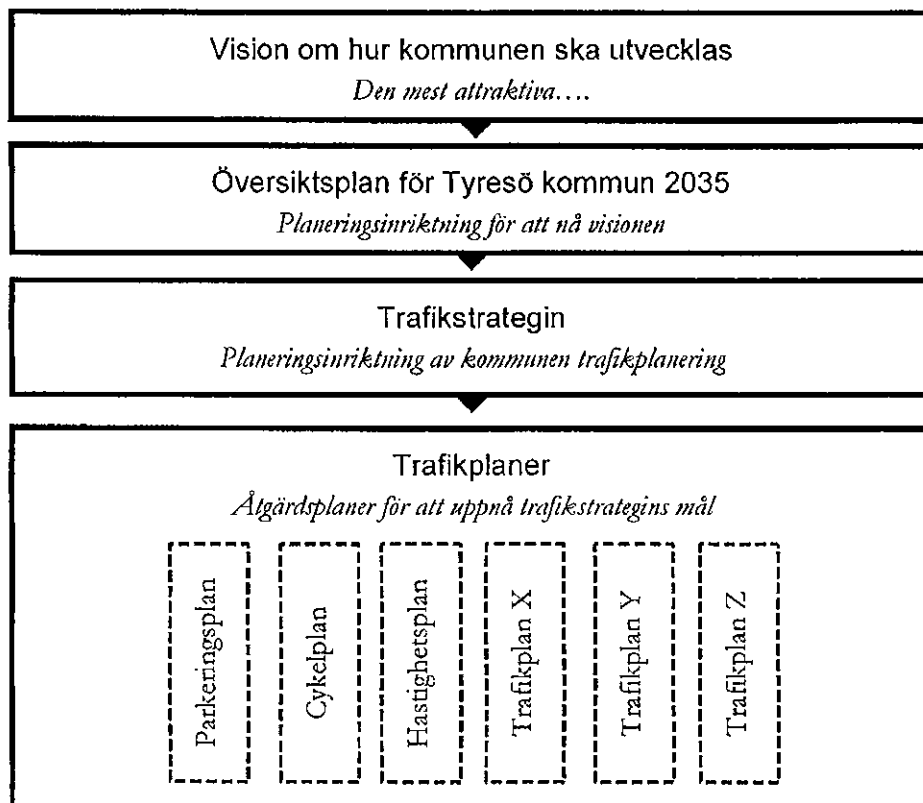 Vision om hur kommunen ska utvecklas
Den mest attraktiva....
Översiktsplan för Tyresö kommun 2035
Planeringsinriktning för att nå visionen
Trafikstrategin
Planeringsinriktning av kommunen trafikplanering
Trafikplaner
Åtgärdsplaner för att uppnå trafikstrategins mål
Parkeringsplan
Cykelplan
Hastighetsplan
Trafikplan X
Trafikplan Y
Trafikplan Z